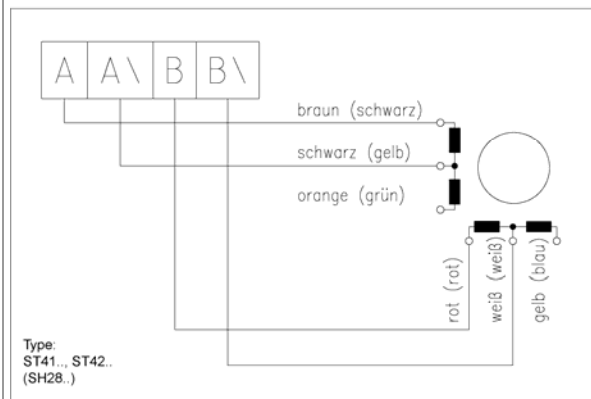 A A\ B B\
braun (schwarz)
schwarz (gelb)
orange (grün)
rot (rot)
weiß (weiß)
gelb (blau)
Type:
ST41.., ST42..
(SH28..)